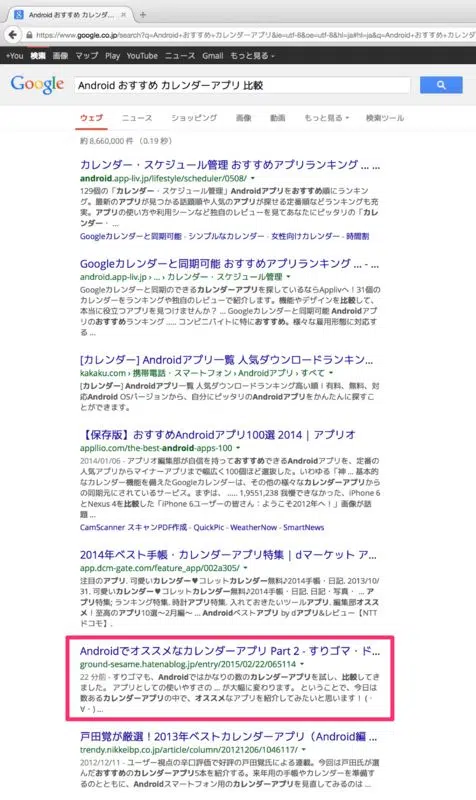 Android おすすめ カレンダーアプリ...
https://www.google.co.jp/search?q=Android+おすすめ+カレンダーアプリ&ie=utf-8&oe=utf-8&hl=ja#hl=ja&q=Android+おすすめ+カレン
+You 検索 画像 マップ Play YouTube ニュース Gmail もっと見る
Google Android おすすめ カレンダーアプリ 比較
ウェブ ニュース ショッピング 画像 動画 もっと見る 検索ツール
約 8,660,000 件 （0.19 秒）
カレンダー・スケジュール管理 おすすめアプリランキング ... ...
android.app-liv.jp/lifestyle/scheduler/0508/
129個の「カレンダー・スケジュール管理」Androidアプリをおすすめ順にランキン
グ。最新のアプリが見つかる話題順や人気のアプリが探せる定番順などランキングも充
実。アプリの使い方や利用シーンなど独自のレビューを見てあなたにピッタリの「カレ
ンダー・ ...
Googleカレンダーと同期可能 - シンプルなカレンダー - 女性向けカレンダー - 時間割
Googleカレンダーと同期可能 おすすめアプリランキング ... - ...
android.app-liv.jp › ... › カレンダー・スケジュール管理
Googleカレンダーと同期のできるカレンダーアプリを探しているならApplivへ！31個の
カレンダーをランキングや独自のレビューで紹介します。機能やデザインを比較して、
本当に役立つアプリを見つけませんか？ ... Googleカレンダーと同期可能 Androidアプ
リのおすすめランキング ..... コンビニバイトに特におすすめ。様々な雇用形態に対応す
る ...
[カレンダー] Androidアプリ一覧 人気ダウンロードランキン...
kakaku.com › 携帯電話・スマートフォン › Androidアプリ › すべて
[カレンダー] Androidアプリ一覧 人気ダウンロードランキング高い順！有料、無料、対
応Android OSバージョンから、自分にピッタリのAndroidアプリをかんたんに探すこ
とができます。
【保存版】おすすめAndroidアプリ100選 2014 | アプリオ
appllio.com/the-best-android-apps-100
2014/01/06 - アプリオ編集部が自信を持っておすすめできるAndroidアプリを、定番の
人気アプリからマイナーアプリまで幅広く100個ほど選抜した。いわゆる「神 ... 基本的
なカレンダー機能を備えたGoogleカレンダーは、その他の様々なカレンダーアプリから
の同期元にされているサービス。まずは、 ..... 1,9551,238 我慢できなかった、iPhone 6
とNexus 4を比較した「iPhone 6ユーザーの皆さん：ようこそ2012年へ！」画像が話
題 ...
CamScanner スキャンPDF作成 - QuickPic - WeatherNow - SmartNews
2014年ベスト手帳・カレンダーアプリ特集 | dマーケット ア...
app.dcm-gate.com/feature_app/002a305/
注目のアプリ. 可愛いカレンダー♥コレットカレンダー無料♪2014手帳・日記. 2013/10/
31. 可愛いカレンダー♥コレットカレンダー無料♪2014手帳・日記. 日記・写真・ ... ア
プリ特集; ランキング特集. 時計アプリ特集. 入れておきたいツールアプリ. 編集部オスス
メ！至高のアプリ10選〜2月編〜 ... Androidベストアプリ by dアプリ&レビュー【NTT
ドコモ】.
Androidでオススメなカレンダーアプリ Part 2 - すりゴマ・ド...
ground-sesame.hatenablog.jp/entry/2015/02/22/065114
22 分前 - すりゴマも、Androidではかなりの数のカレンダーアプリを試し、比較してき
ました。 アプリとしての使いやすさの ... が大幅に変わります。 ということで、今日は
数あるカレンダーアプリの中で、オススメなアプリを紹介してみたいと思います！ (・
∀・) ...
戸田覚が厳選！2013年ベストカレンダーアプリ（Android編 ...
trendy.nikkeibp.co.jp/article/column/20121206/1046117/
2012/12/11 - ユーザー視点の辛口評価で好評の戸田覚氏による連載。今回は戸田氏が選
んだおすすめのカレンダーアプリ5本を紹介する。来年用の手帳やカレンダーを準備す
るのとともに、Androidスマートフォン用のカレンダーアプリを見直してみるのは ...